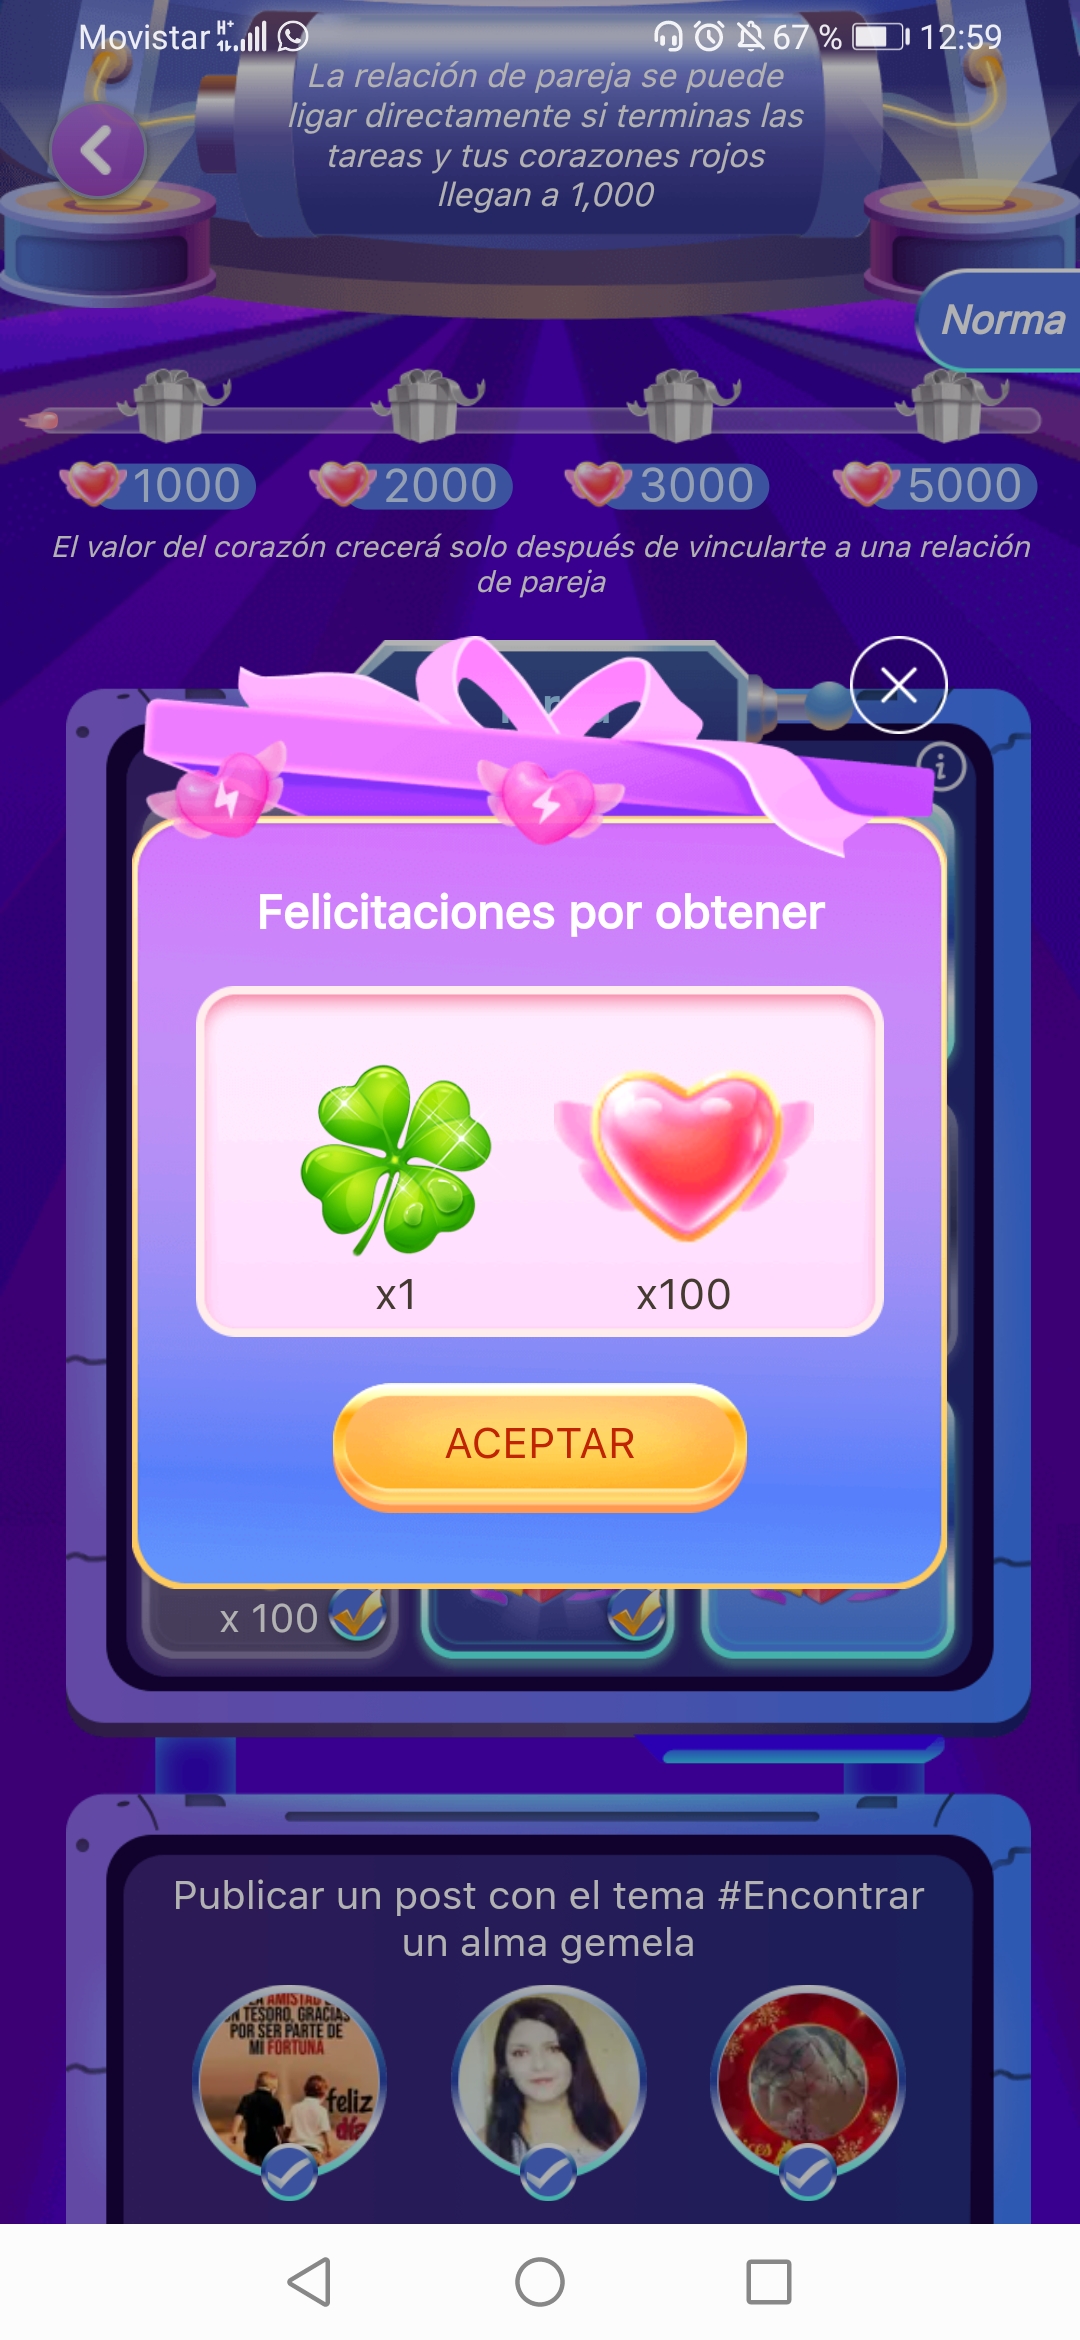 Movistar H+ 67 % 12:59
La relación de pareja se puede
ligar directamente si terminas las
tareas y tus corazones rojos
llegan a 1,000
Norma
1000 2000 3000 5000
El valor del corazón crecerá solo después de vincularte a una relación
de pareja
i
Felicitaciones por obtener
x1 x100
ACEPTAR
x 100
Publicar un post con el tema #Encontrar
un alma gemela
TESORO, GRACIAS
POR SER PARTE DE
MI FORTUNA
feliz
día